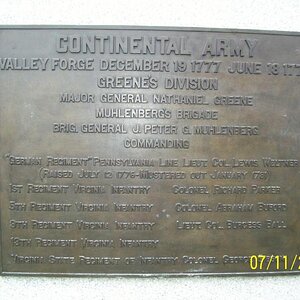 CONTINENTAL ARMY
VALLEY FORGE DECEMBER 19 1777 JUNE 18 177
GREENE'S DIVISION
MAJOR GENERAL NATHANIEL GREENE
MUHLENBERG'S BRIGADE
BRIG. GENERAL J. PETER G. MUHLENBERG
COMMANDING
"GERMAN REGIMENT" PENNSYLVANIA LINE LIEUT COL. LEWIS WELTNER
(RAISED JULY 12 1776-MUSTERED OUT JANUARY 1781)
1ST REGIMENT VIRGINIA INFANTRY COLONEL RICHARD PARKER
5TH REGIMENT VIRGINIA INFANTRY COLONEL ABRAHAM BUFORD
9TH REGIMENT VIRGINIA INFANTRY LIEUT COL. BURGESS BALL
13TH REGIMENT VIRGINIA INFANTRY
VIRGINIA STATE REGIMENT OF INFANTRY COLONEL GEORGE
07/11/2